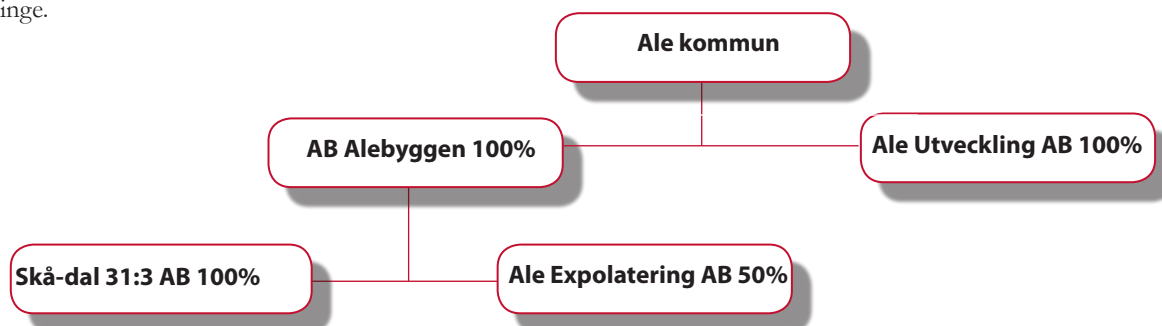 inge.
Ale kommun
AB Alebyggen 100%
Ale Utveckling AB 100%
Skå-dal 31:3 AB 100%
Ale Expolatering AB 50%